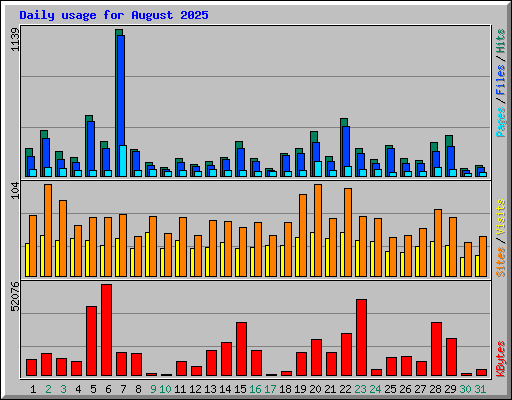 Daily usage for August 2025
1139
Pages / Files / Hits
104
Sites / Visits
52076
KBytes
1 2 3 4 5 6 7 8 9 10 11 12 13 14 15 16 17 18 19 20 21 22 23 24 25 26 27 28 29 30 31